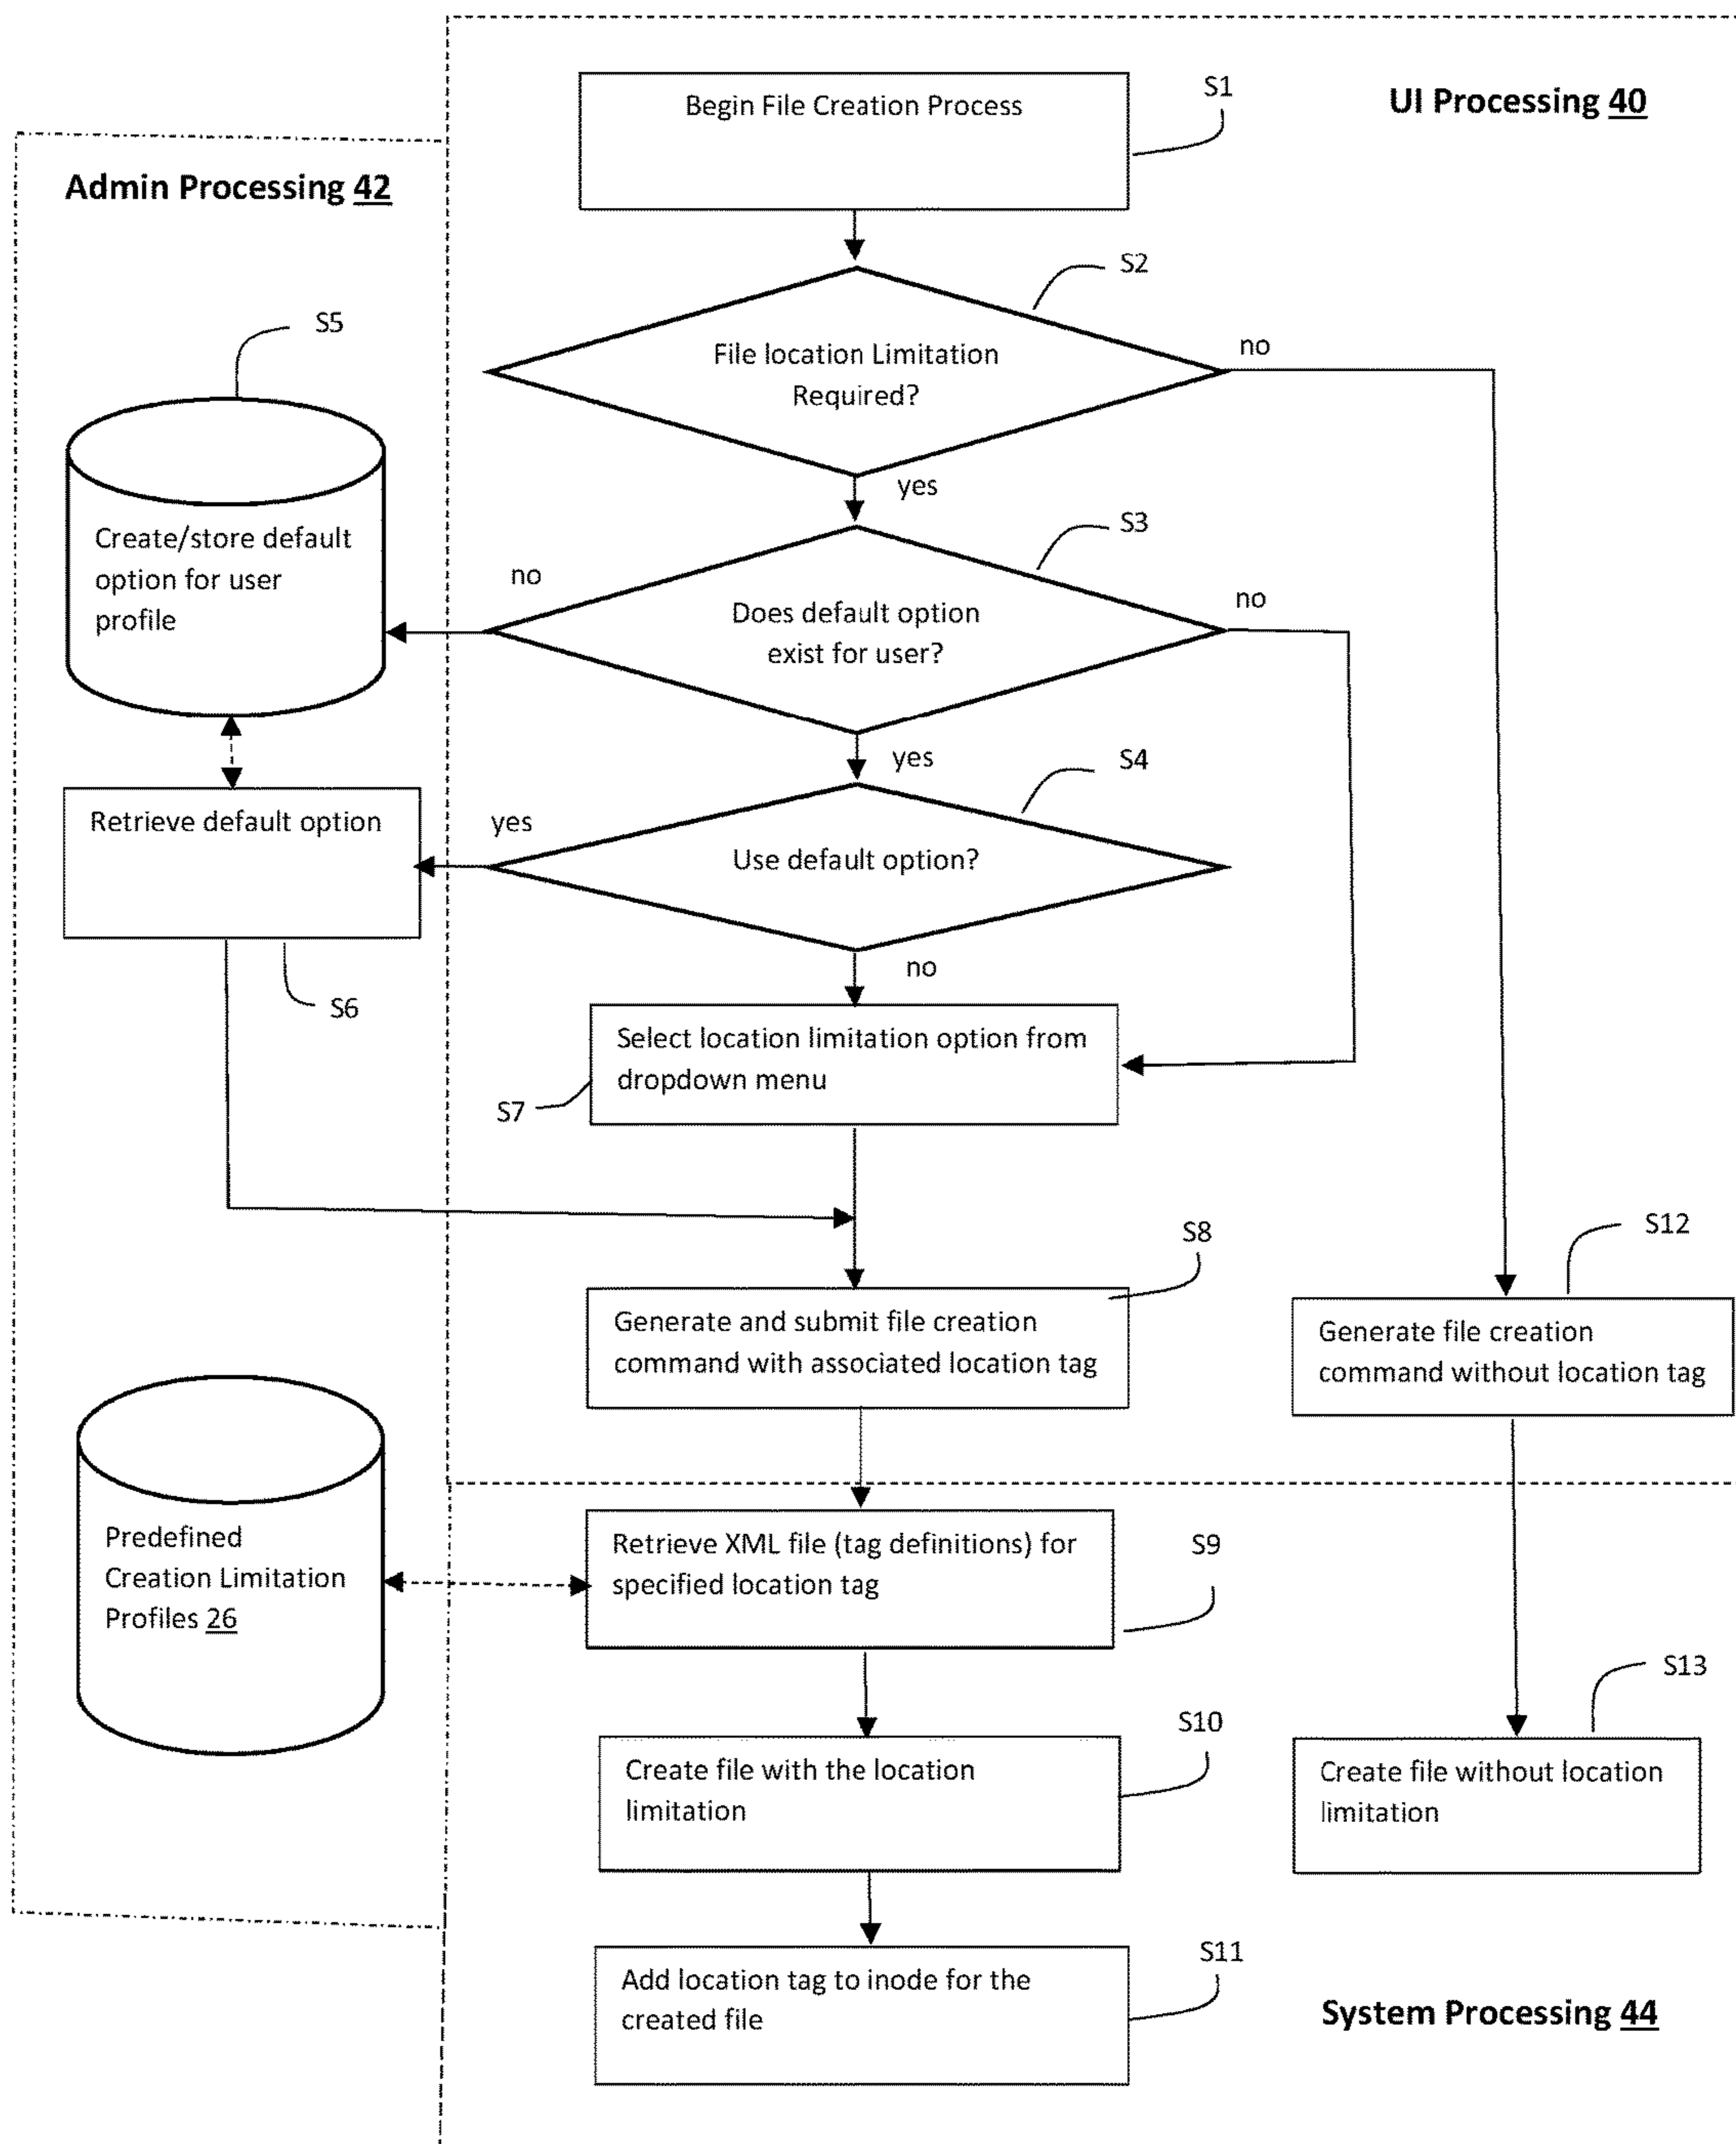 Begin File Creation Process
S1
UI Processing 40
Admin Processing 42
S2
File location Limitation
Required?
no
yes
S5
Create/store default
option for user
profile
S3
no
Does default option
exist for user?
no
yes
S4
Retrieve default option
yes
Use default option?
no
S6
Select location limitation option from
dropdown menu
S7
S8
Generate and submit file creation
command with associated location tag
S12
Generate file creation
command without location tag
Predefined
Creation Limitation
Profiles 26
Retrieve XML file (tag definitions) for
specified location tag
S9
S10
Create file with the location
limitation
S13
Create file without location
limitation
S11
Add location tag to inode for the
created file
System Processing 44